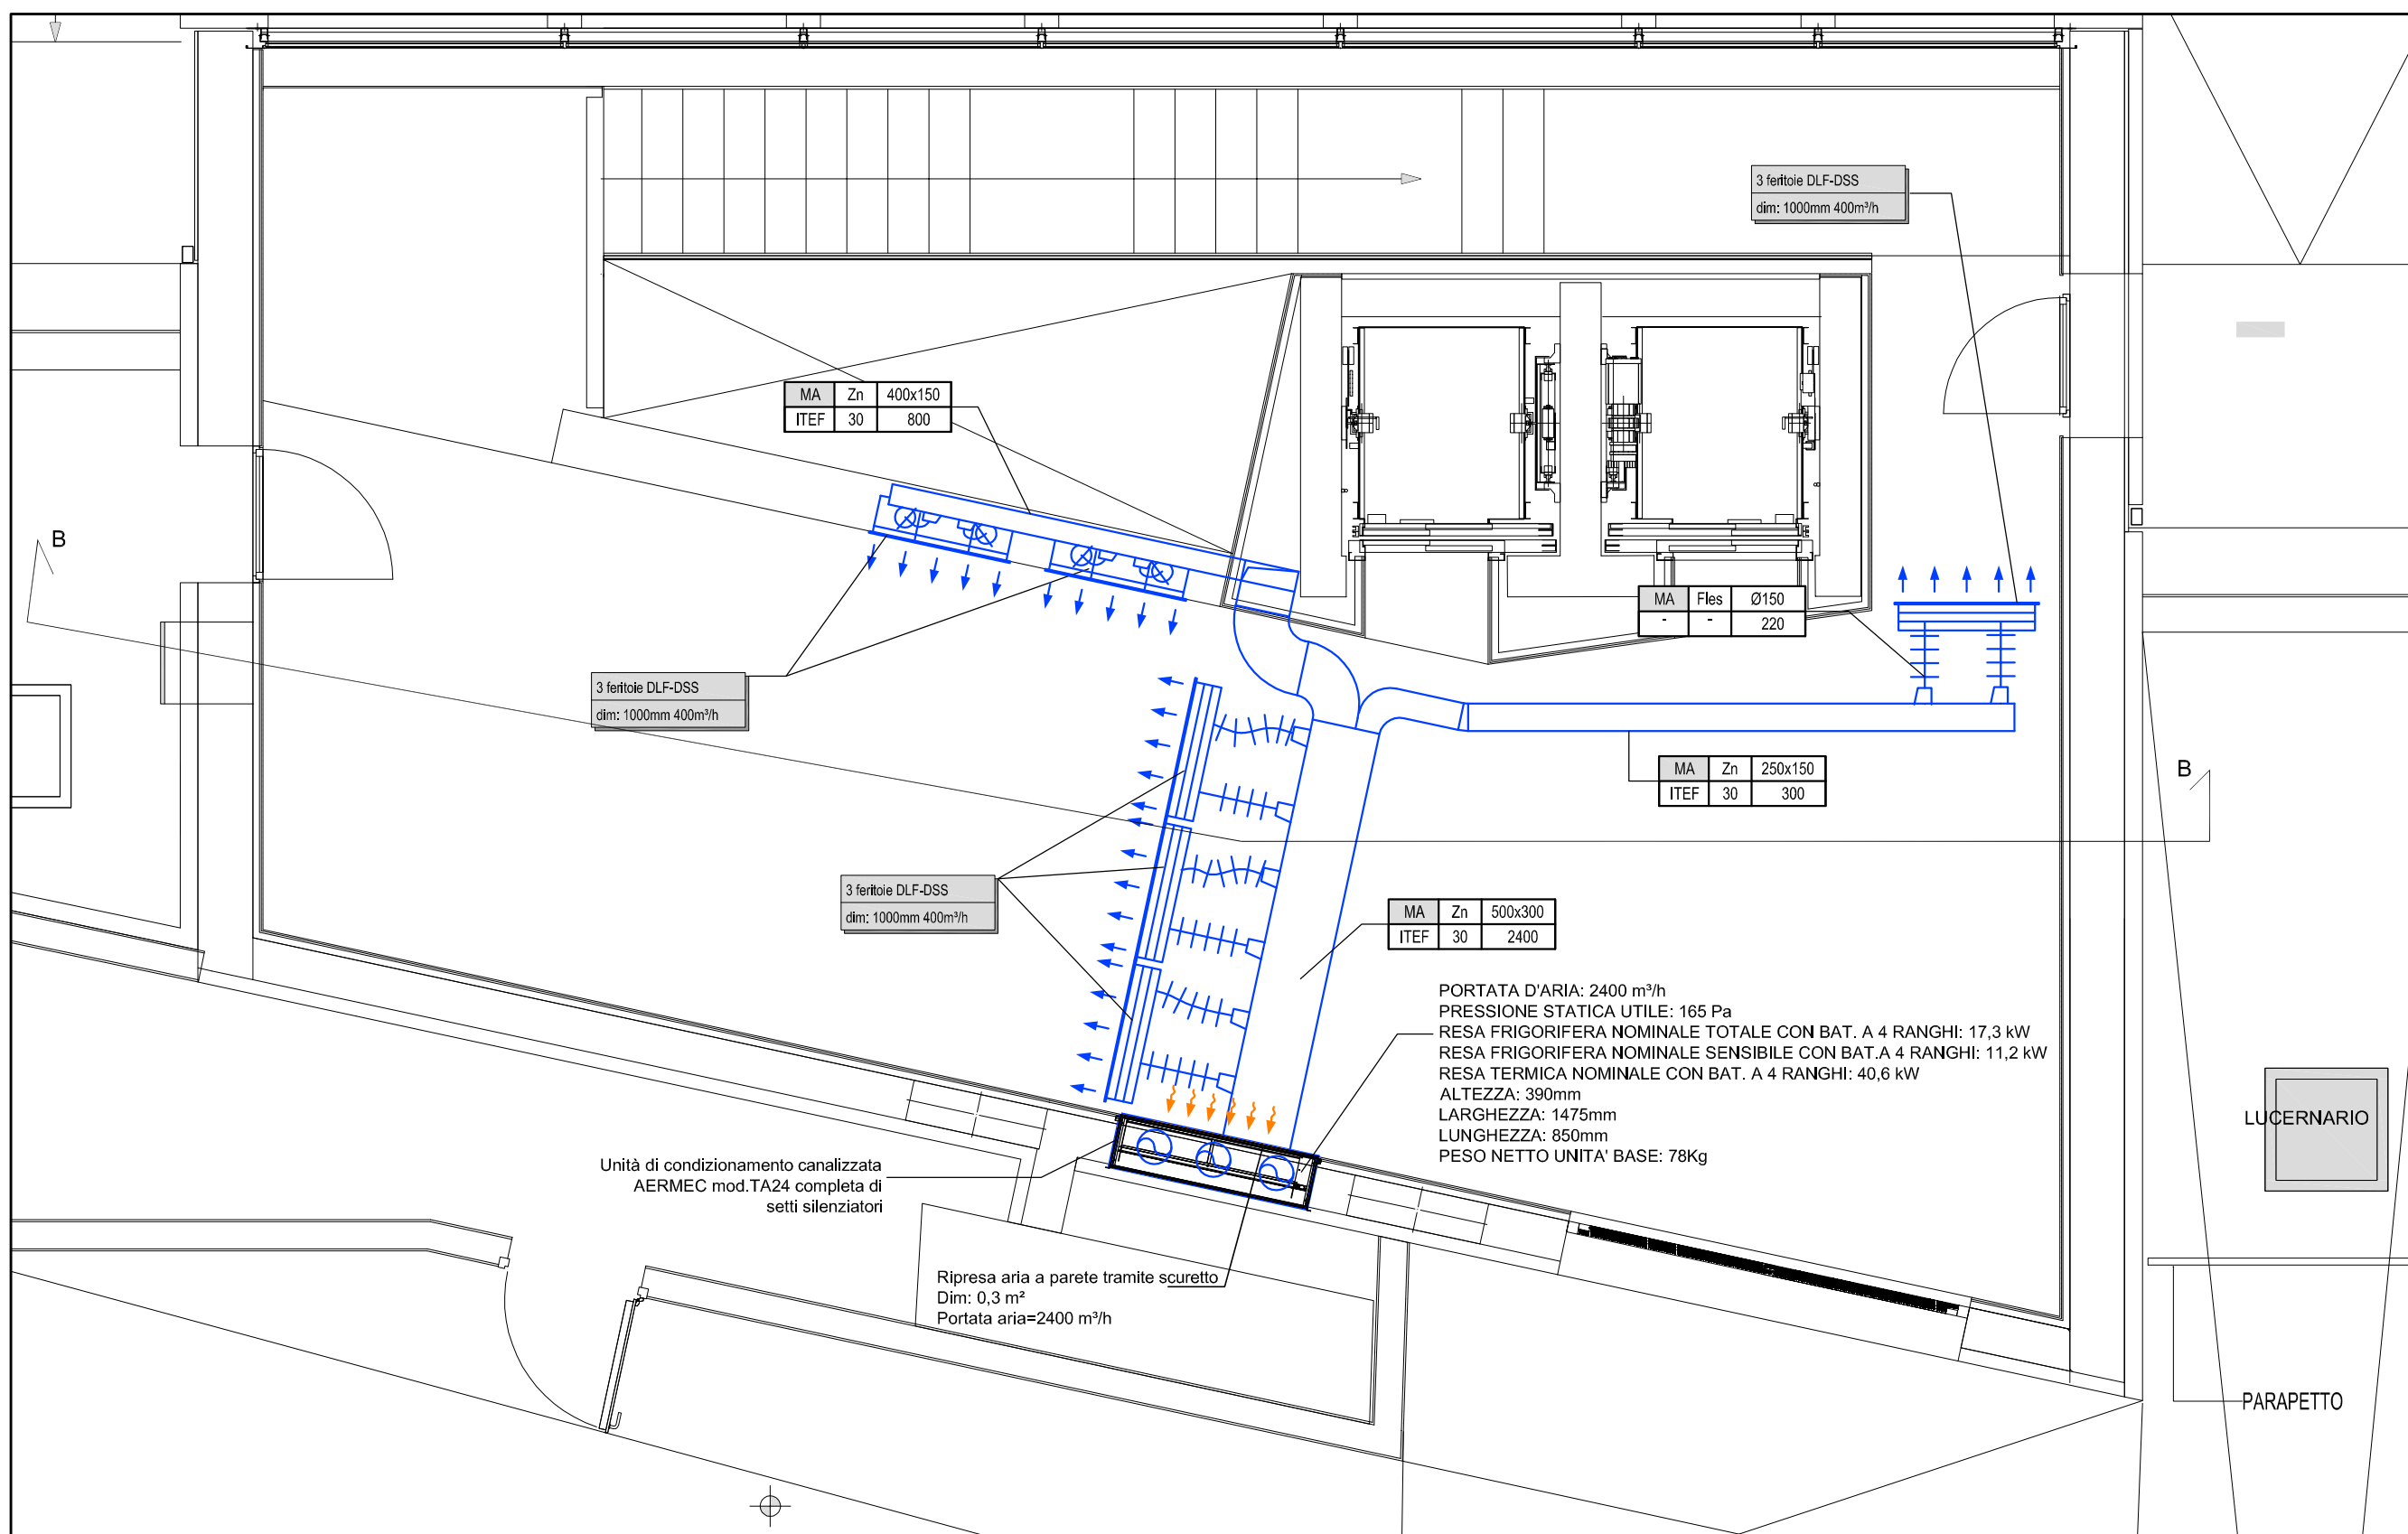 3 feritoie DLF-DSS
dim: 1000mm 400m³/h
MA Zn 400x150
ITEF 30 800
B
MA Fles Ø150
- - 220
3 feritoie DLF-DSS
dim: 1000mm 400m³/h
MA Zn 250x150
ITEF 30 300
B
3 feritoie DLF-DSS
dim: 1000mm 400m³/h
MA Zn 500x300
ITEF 30 2400
PORTATA D'ARIA: 2400 m³/h
PRESSIONE STATICA UTILE: 165 Pa
RESA FRIGORIFERA NOMINALE TOTALE CON BAT. A 4 RANGHI: 17,3 kW
RESA FRIGORIFERA NOMINALE SENSIBILE CON BAT.A 4 RANGHI: 11,2 kW
RESA TERMICA NOMINALE CON BAT. A 4 RANGHI: 40,6 kW
ALTEZZA: 390mm
LARGHEZZA: 1475mm
LUNGHEZZA: 850mm
PESO NETTO UNITA' BASE: 78Kg
LUCERNARIO
Unità di condizionamento canalizzata
AERMEC mod.TA24 completa di
setti silenziatori
Ripresa aria a parete tramite scuretto
Dim: 0,3 m²
Portata aria=2400 m³/h
PARAPETTO